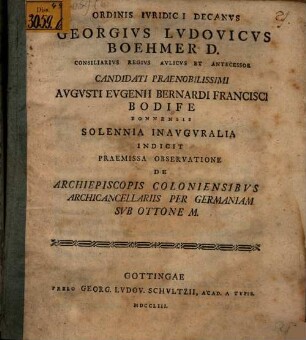 Diss.
3059
ORDINIS IVRIDICI DECANVS
GEORGIVS LVDOVICVS
BOEHMER D.
CONSILIARIVS REGIVS AVLICVS ET ANTECESSOR
CANDIDATI PRAENOBILISSIMI
AVGVSTI EVGENII BERNARDI FRANCISCI
BODIFE
BONNENSIS
SOLENNIA INAVGVRALIA
INDICIT
PRAEMISSA OBSERVATIONE
DE
ARCHIEPISCOPIS COLONIENSIBVS
ARCHICANCELLARIIS PER GERMANIAM
SVB OTTONE M.
GOTTINGAE
PRELO GEORG. LVDOV. SCHVLTZII, ACAD. A TYPIS.
MDCCLIII.